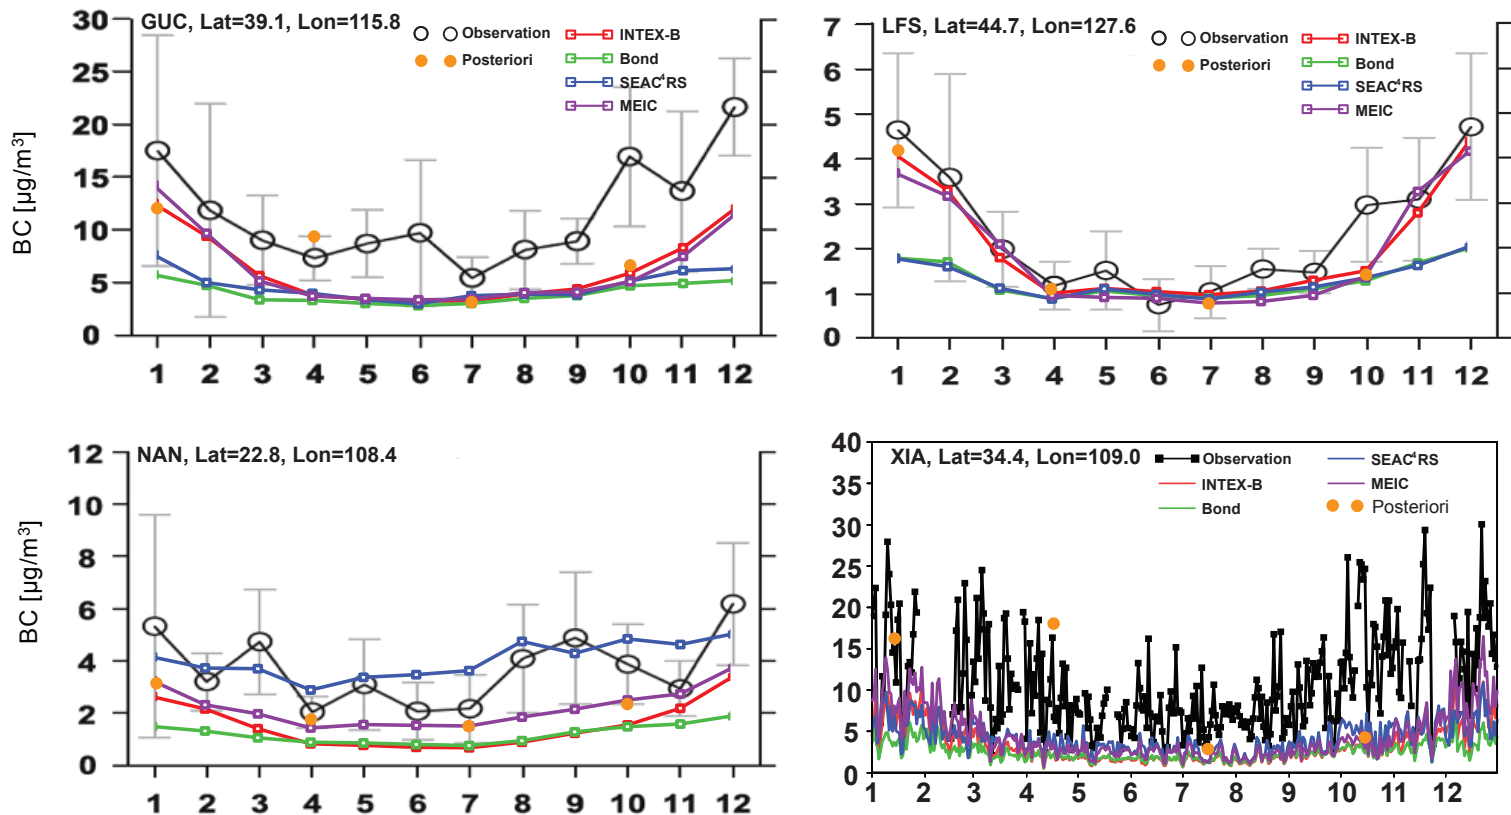 GUC, Lat=39.1, Lon=115.8
Observation
Posteriori
INTEX-B
Bond
SEAC⁴RS
MEIC
BC [µg/m³]
30
25
20
15
10
5
0
1 2 3 4 5 6 7 8 9 10 11 12
LFS, Lat=44.7, Lon=127.6
Observation
Posteriori
INTEX-B
Bond
SEAC⁴RS
MEIC
7
6
5
4
3
2
1
0
1 2 3 4 5 6 7 8 9 10 11 12
NAN, Lat=22.8, Lon=108.4
BC [µg/m³]
12
10
8
6
4
2
0
1 2 3 4 5 6 7 8 9 10 11 12
XIA, Lat=34.4, Lon=109.0
Observation
INTEX-B
Bond
SEAC⁴RS
MEIC
Posteriori
40
35
30
25
20
15
10
5
0
1 2 3 4 5 6 7 8 9 10 11 12